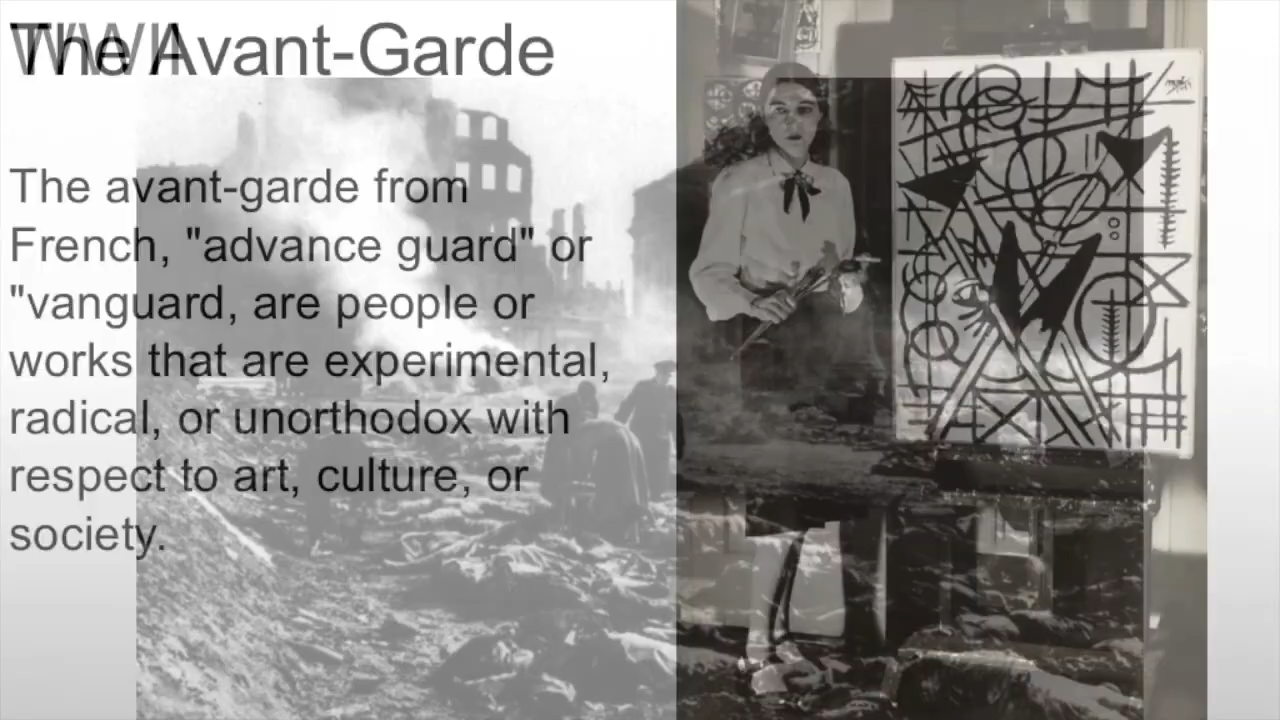 The Avant-Garde
WWII
The avant-garde from
French, "advance guard" or
"vanguard, are people or
works that are experimental,
radical, or unorthodox with
respect to art, culture, or
society.